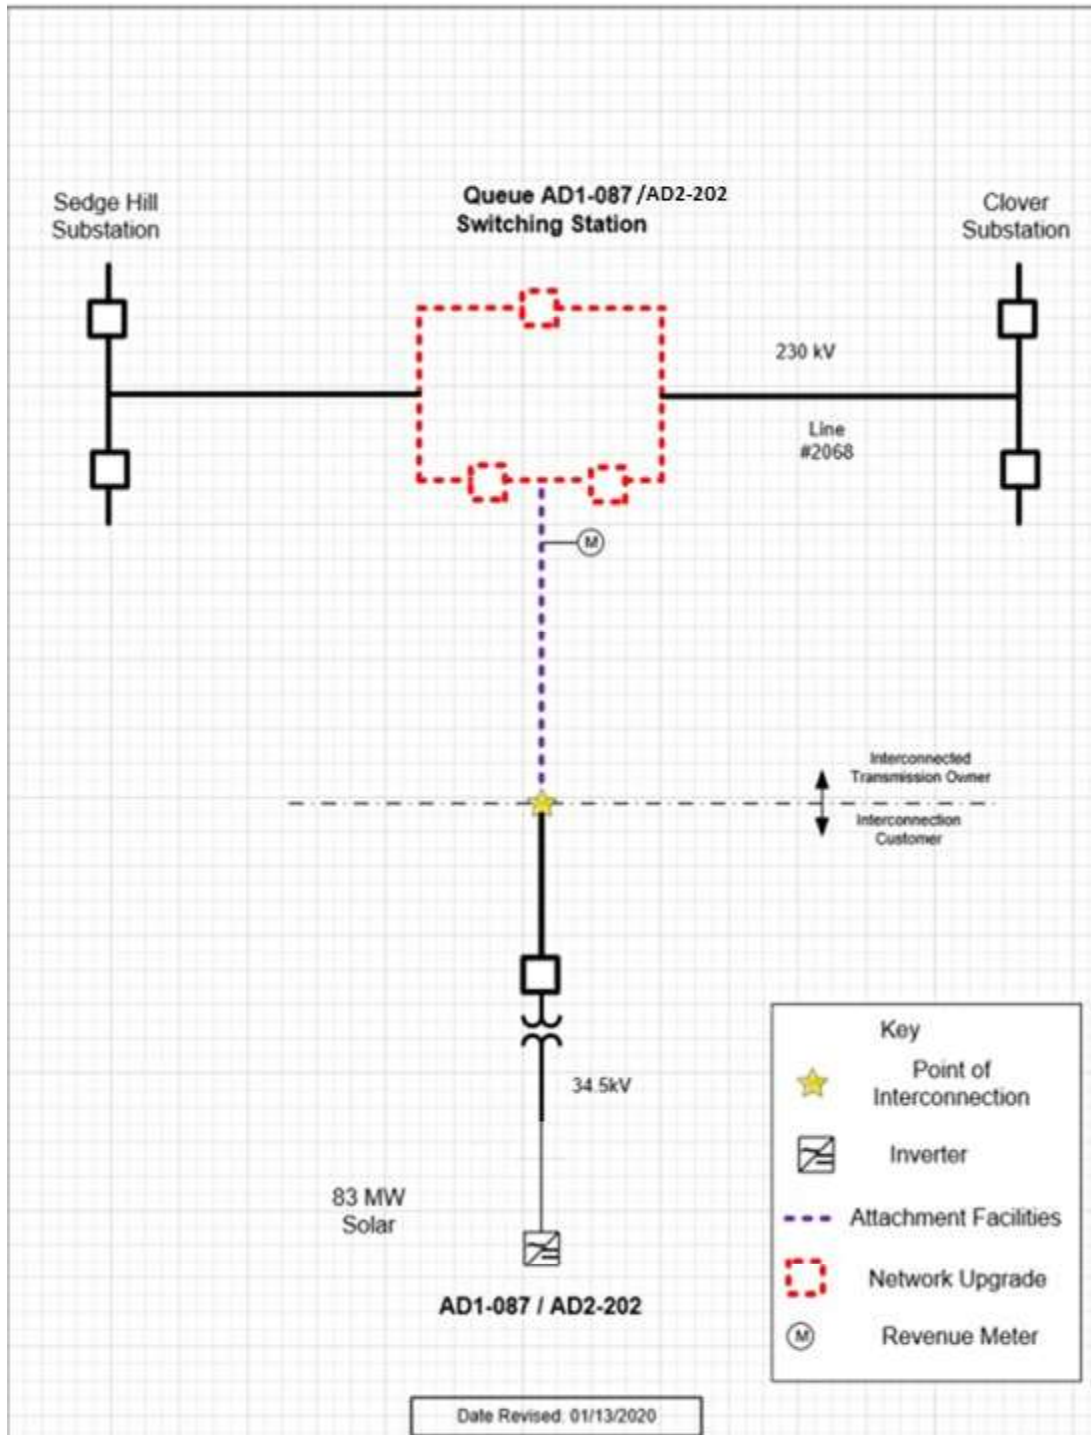 Sedge Hill
Substation
Queue AD1-087 /AD2-202
Switching Station
Clover
Substation
230 kV
Line
#2068
M
Interconnected
Transmission Owner
Interconnection
Customer
34.5kV
83 MW
Solar
AD1-087 / AD2-202
Key
Point of
Interconnection
Inverter
Attachment Facilities
Network Upgrade
M
Revenue Meter
Date Revised: 01/13/2020